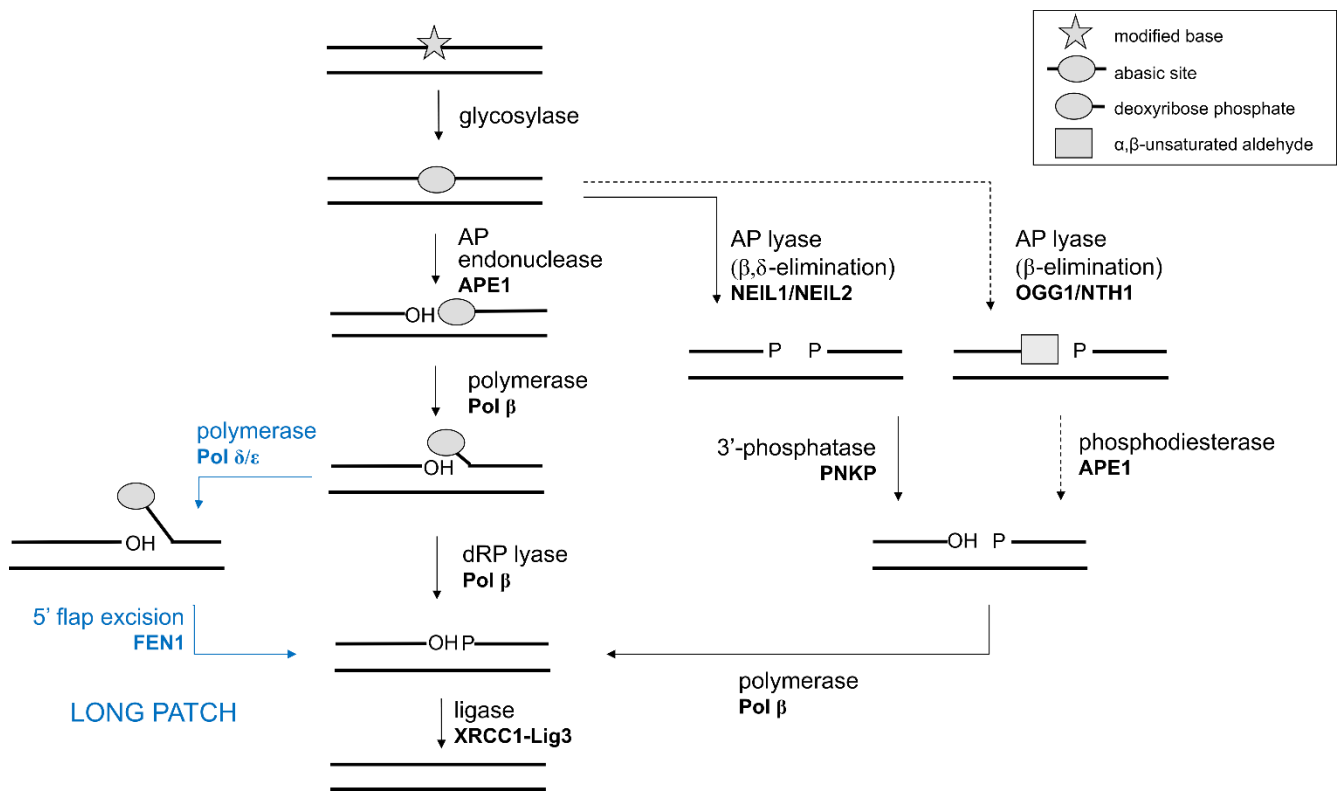 modified base
abasic site
deoxyribose phosphate
α,β-unsaturated aldehyde
glycosylase
AP
endonuclease
APE1
AP lyase
(β,δ-elimination)
NEIL1/NEIL2
AP lyase
(β-elimination)
OGG1/NTH1
OH
P P
P
polymerase
Pol β
polymerase
Pol δ/ε
3'-phosphatase
PNKP
phosphodiesterase
APE1
OH
OH
OH P
dRP lyase
Pol β
5' flap excision
FEN1
OHP
polymerase
Pol β
LONG PATCH
ligase
XRCC1-Lig3